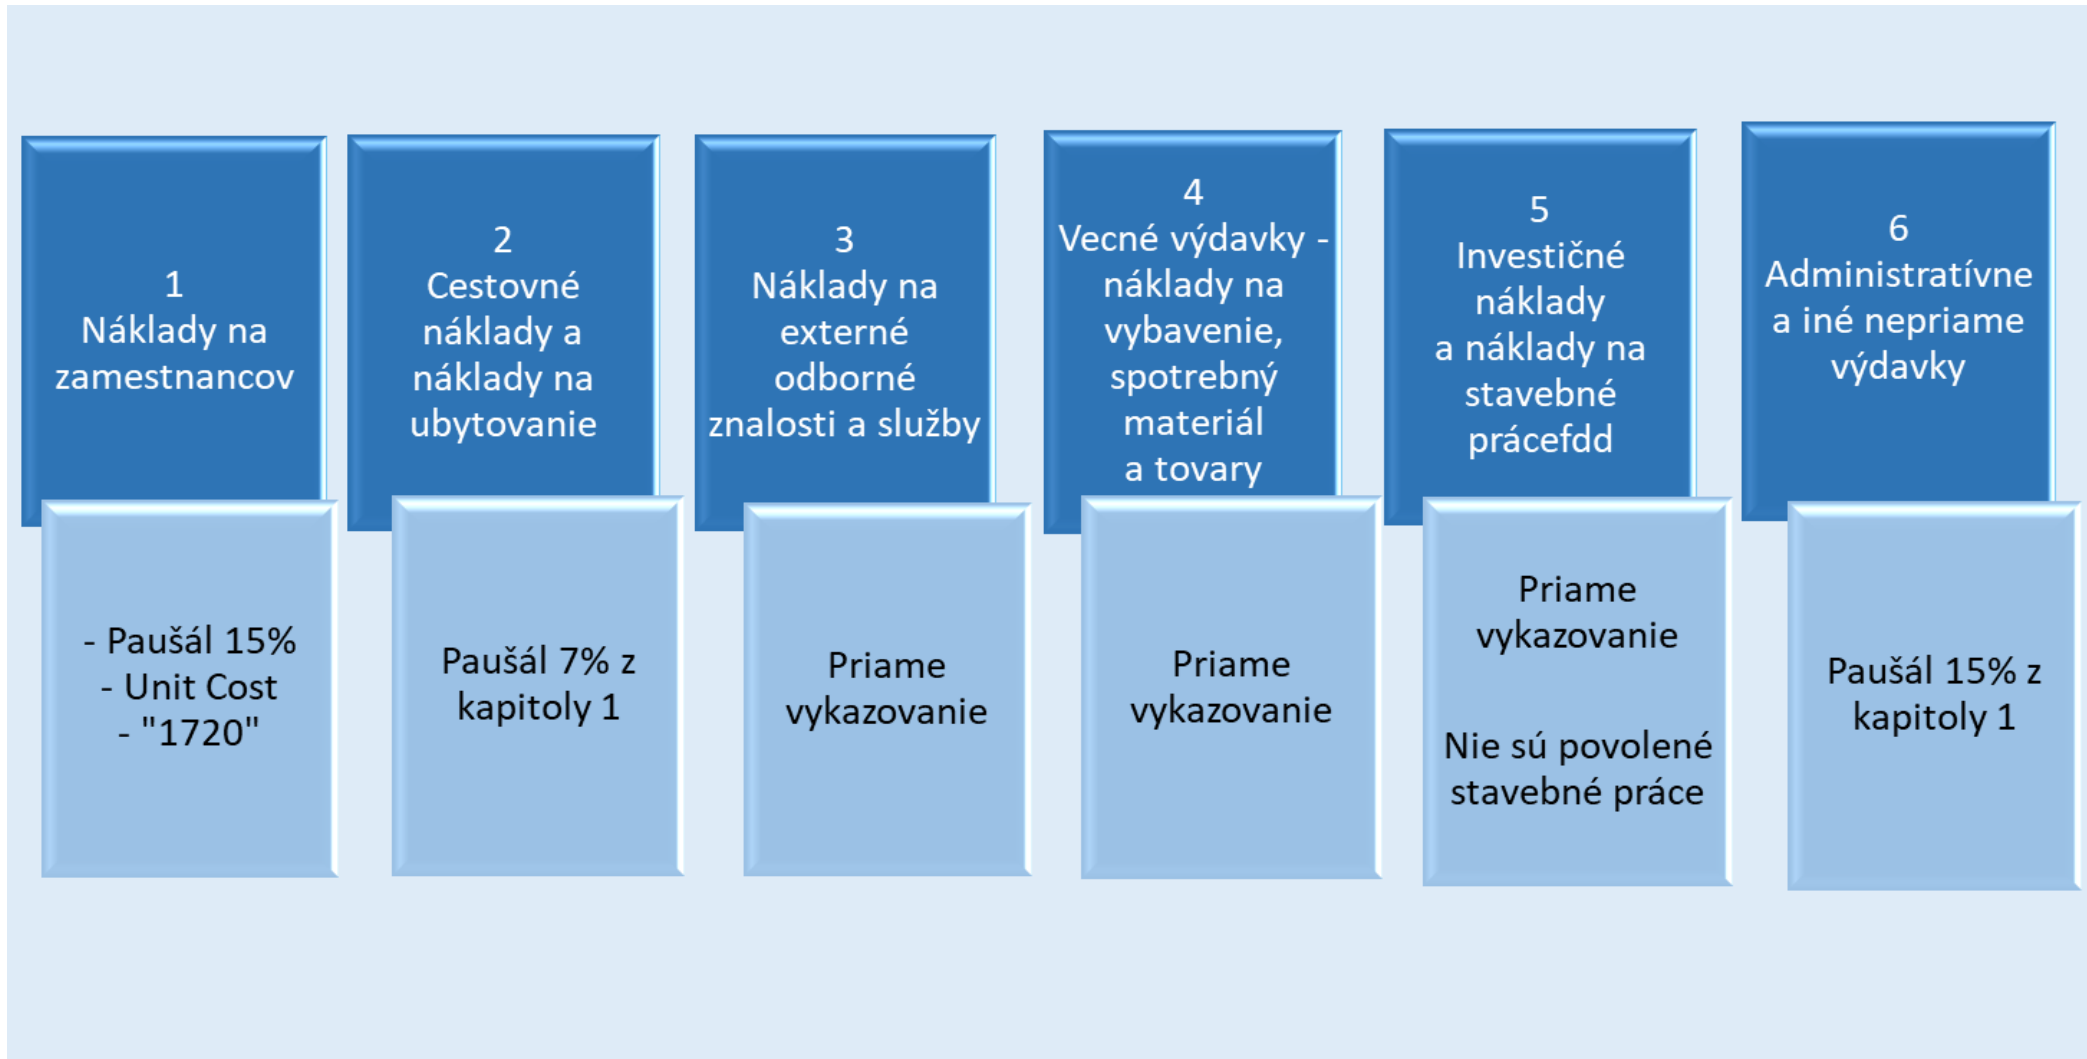 1
Náklady na
zamestnancov
- Paušál 15%
- Unit Cost
- "1720"
2
Cestovné
náklady a
náklady na
ubytovanie
Paušál 7% z
kapitoly 1
3
Náklady na
externé
odborné
znalosti a služby
Priame
vykazovanie
4
Vecné výdavky -
náklady na
vybavenie,
spotrebný
materiál
a tovary
Priame
vykazovanie
5
Investičné
náklady
a náklady na
stavebné
prácefdd
Priame
vykazovanie
Nie sú povolené
stavebné práce
6
Administratívne
a iné nepriame
výdavky
Paušál 15% z
kapitoly 1